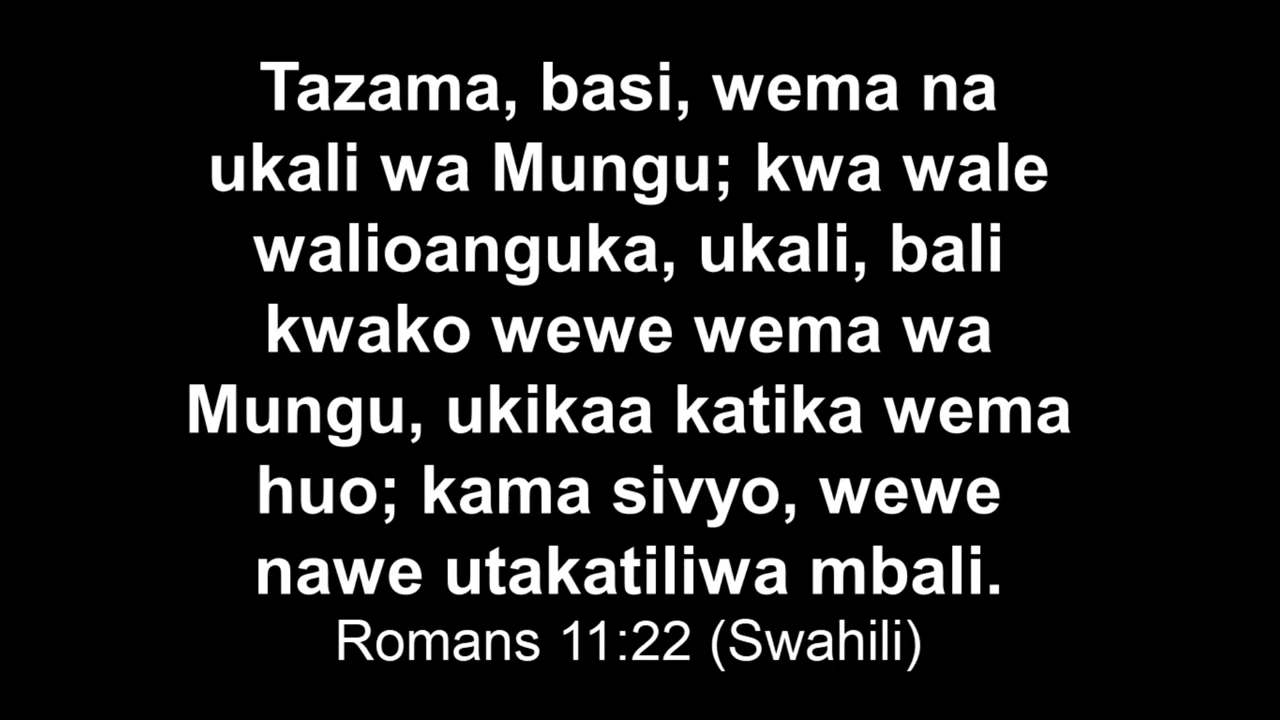 Tazama, basi, wema na
ukali wa Mungu; kwa wale
walioanguka, ukali, bali
kwako wewe wema wa
Mungu, ukikaa katika wema
huo; kama sivyo, wewe
nawe utakatiliwa mbali.
Romans 11:22 (Swahili)